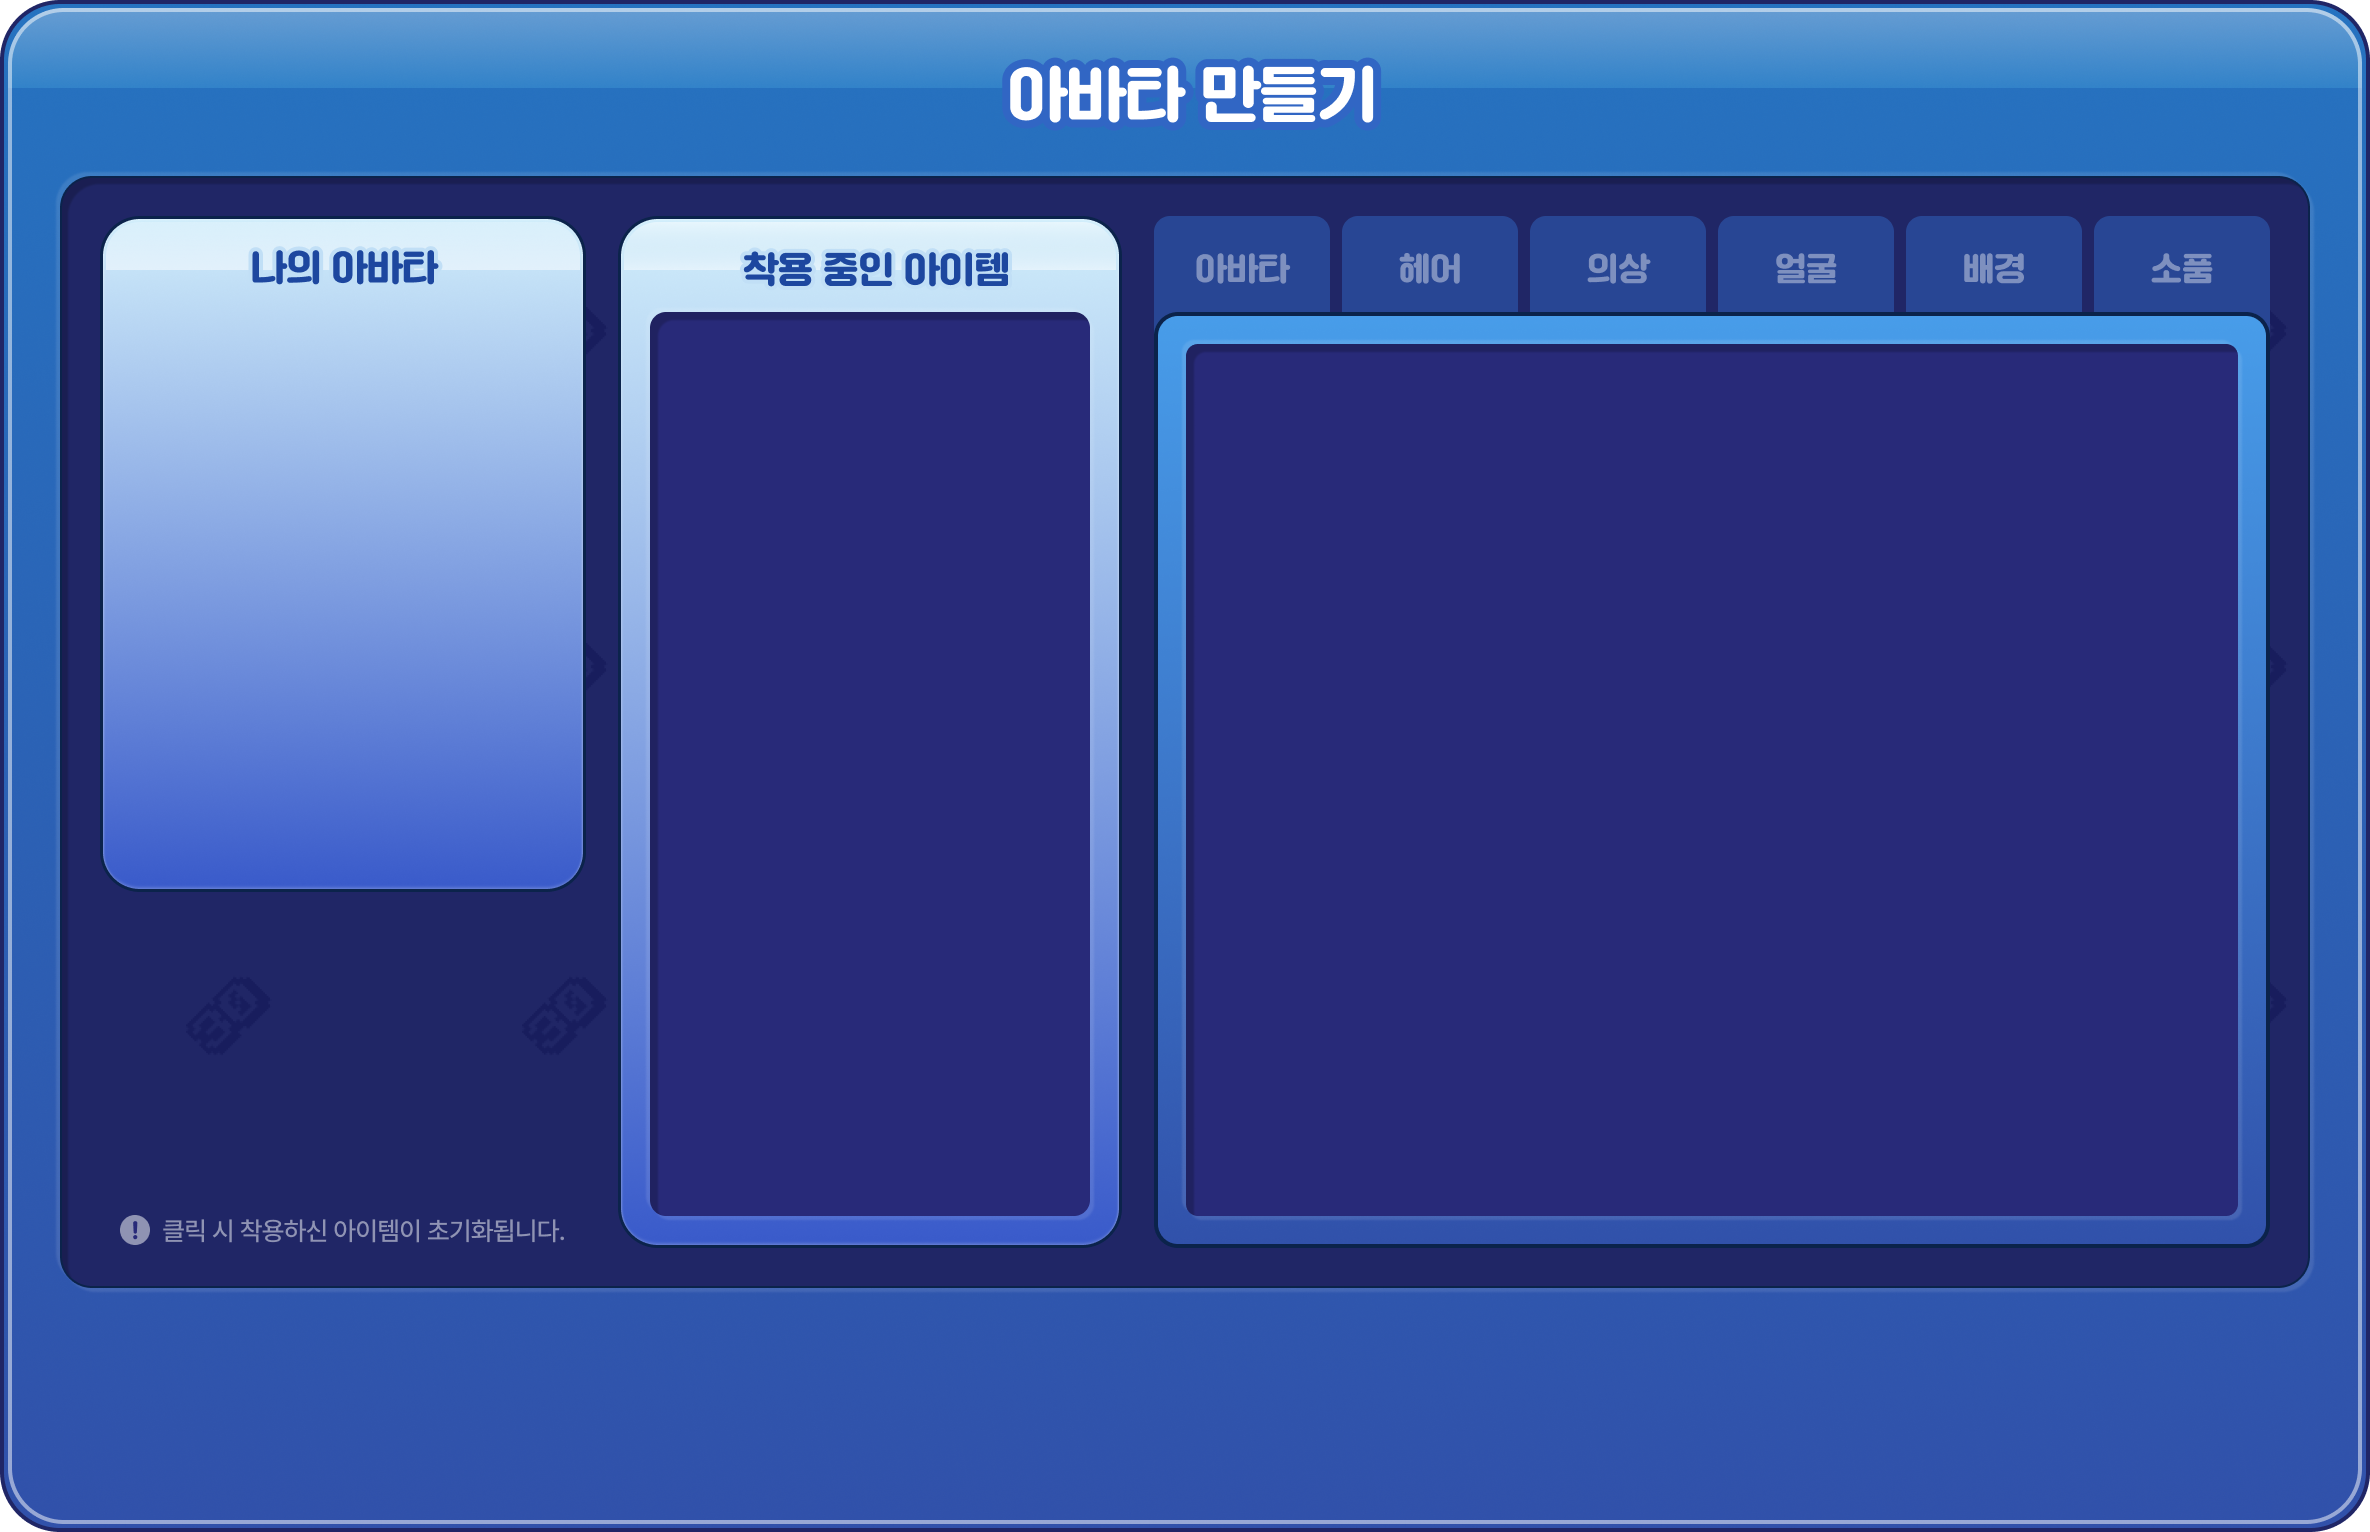 아바타 만들기
나의 아바타
착용 중인 아이템
아바타
헤어
의상
얼굴
배경
소품
클릭 시 착용하신 아이템이 초기화됩니다.